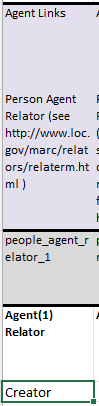 Agent Links
Person Agent
Relator (see
http://www.loc.
gov/marc/relat
ors/relaterm.ht
ml )
people_agent_r
elator_1
Agent(1)
Relator
Creator